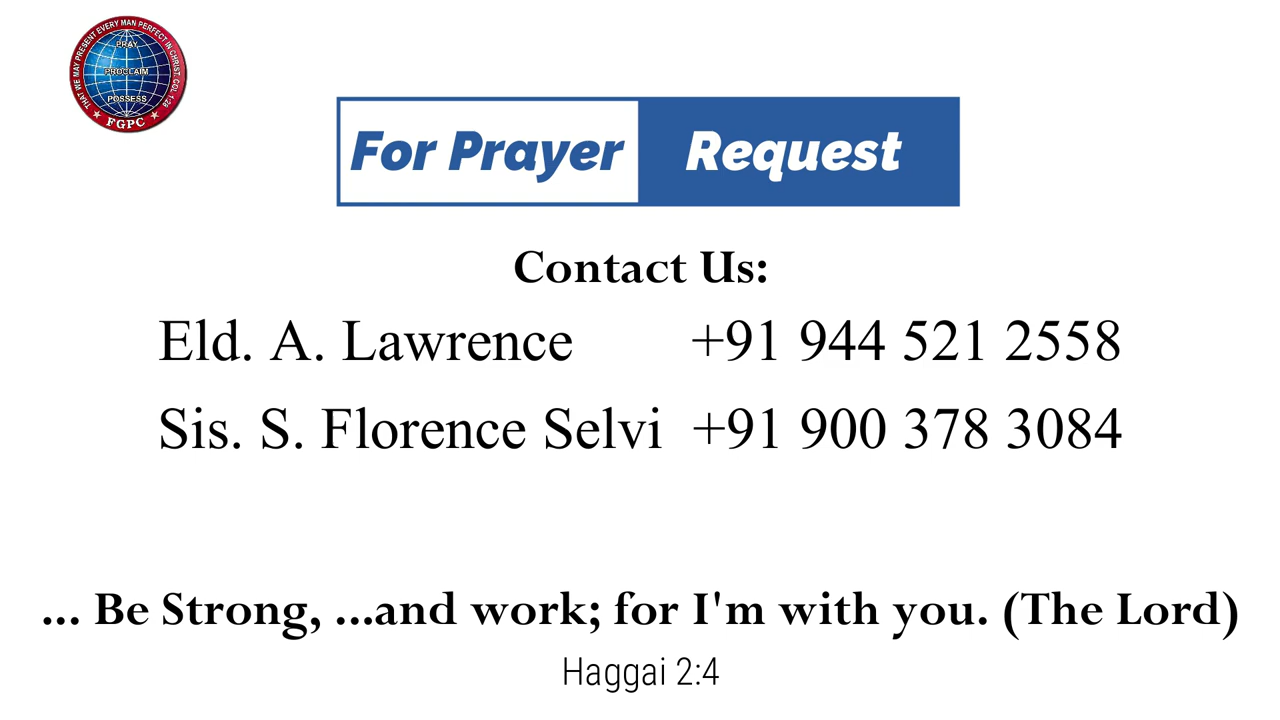 THAT WE MAY PRESENT EVERY MAN PERFECT IN CHRIST. COL 1:28
PRAY
PROCLAIM
POSSESS
★ FGPC ★
For Prayer Request
Contact Us:
Eld. A. Lawrence +91 944 521 2558
Sis. S. Florence Selvi +91 900 378 3084
... Be Strong, ...and work; for I'm with you. (The Lord)
Haggai 2:4